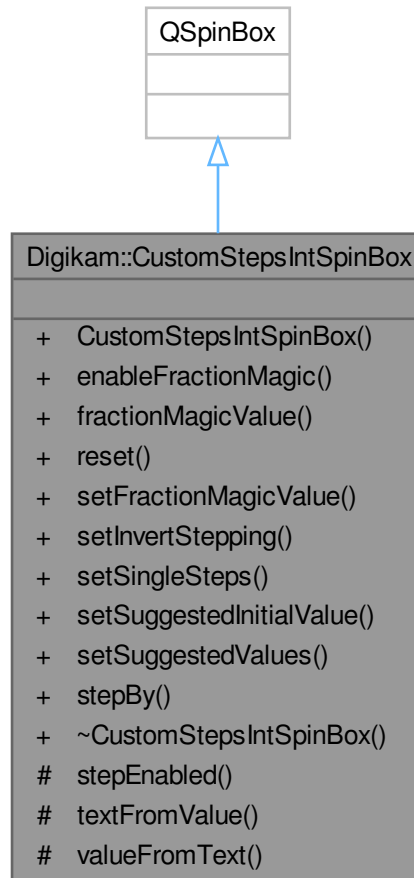 QSpinBox
Digikam::CustomStepsIntSpinBox
+ CustomStepsIntSpinBox()
+ enableFractionMagic()
+ fractionMagicValue()
+ reset()
+ setFractionMagicValue()
+ setInvertStepping()
+ setSingleSteps()
+ setSuggestedInitialValue()
+ setSuggestedValues()
+ stepBy()
+ ~CustomStepsIntSpinBox()
# stepEnabled()
# textFromValue()
# valueFromText()